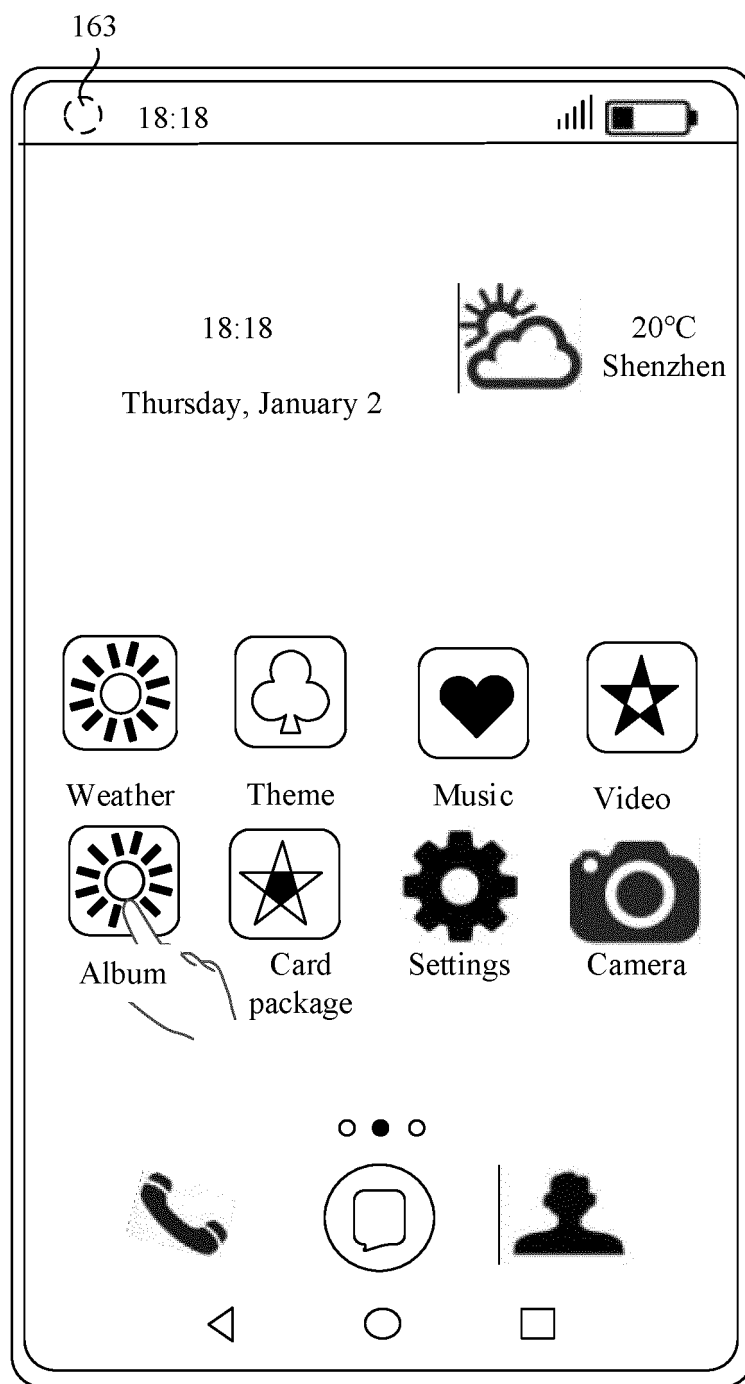 163
18:18
18:18
20°C
Shenzhen
Thursday, January 2
Weather
Theme
Music
Video
Album
Card
package
Settings
Camera